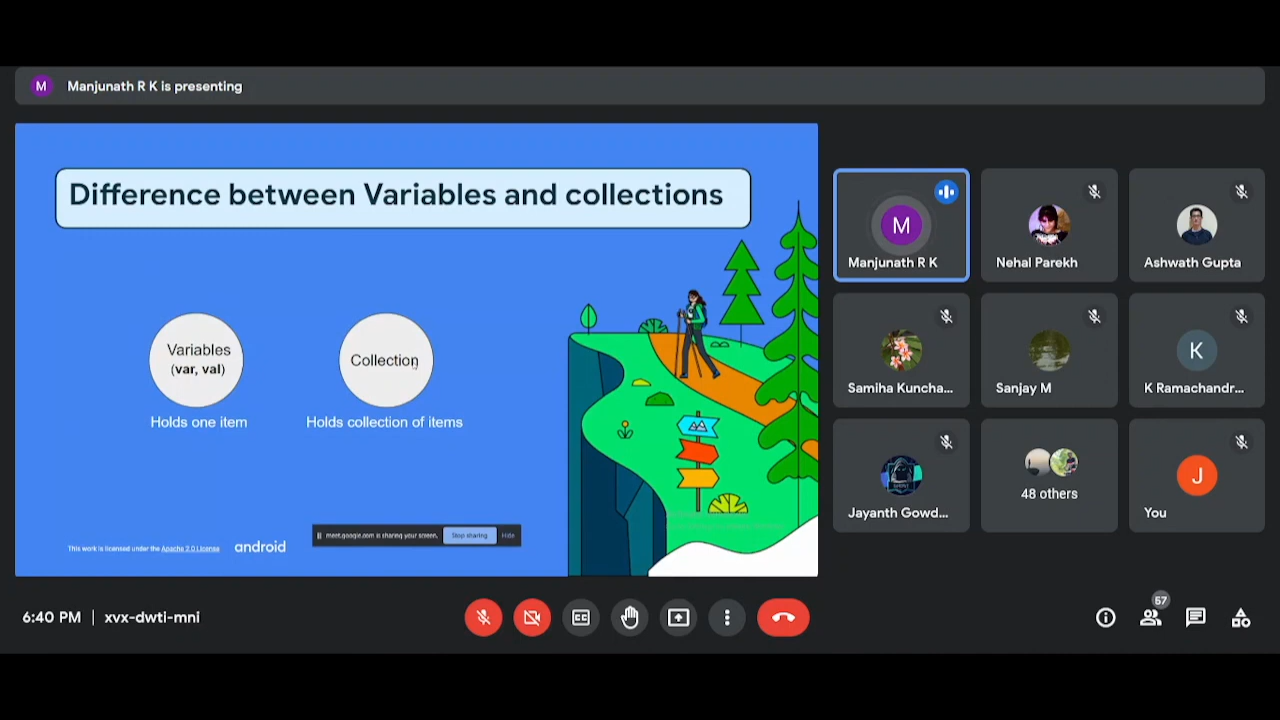 M
Manjunath R K is presenting
Difference between Variables and collections
Variables
(var, val)
Collection
Holds one item
Holds collection of items
This work is licensed under the Apache 2.0 License
android
meet.google.com is sharing your screen.
Stop sharing
Hide
M
Manjunath R K
Nehal Parekh
Ashwath Gupta
Samiha Kuncha...
Sanjay M
K
K Ramachandr...
Jayanth Gowd...
48 others
J
You
6:40 PM | xvx-dwti-mni
CC
57